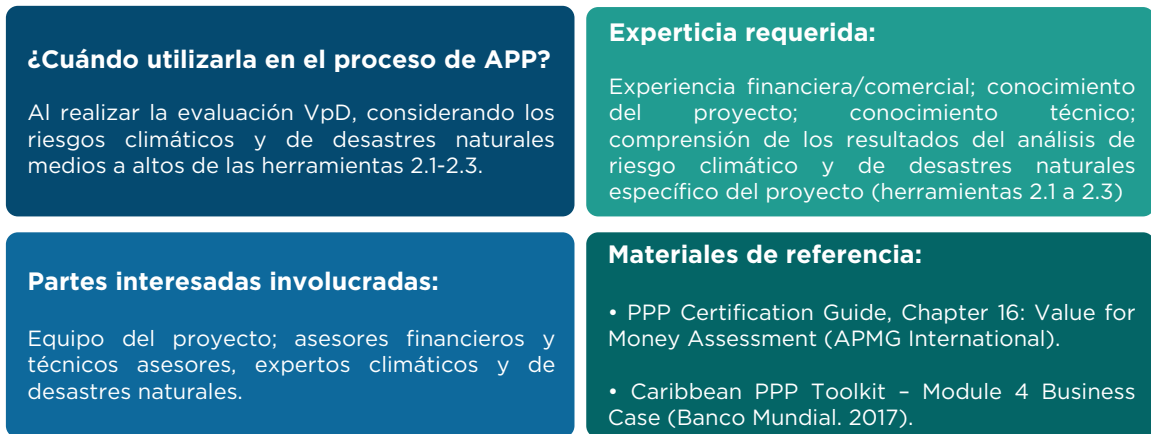 ¿Cuándo utilizarla en el proceso de APP?
Al realizar la evaluación VpD, considerando los
riesgos climáticos y de desastres naturales
medios a altos de las herramientas 2.1-2.3.
Experticia requerida:
Experiencia financiera/comercial; conocimiento
del proyecto; conocimiento técnico;
comprensión de los resultados del análisis de
riesgo climático y de desastres naturales
específico del proyecto (herramientas 2.1 a 2.3)
Partes interesadas involucradas:
Equipo del proyecto; asesores financieros y
técnicos asesores, expertos climáticos y de
desastres naturales.
Materiales de referencia:
• PPP Certification Guide, Chapter 16: Value for
Money Assessment (APMG International).
• Caribbean PPP Toolkit – Module 4 Business
Case (Banco Mundial. 2017).